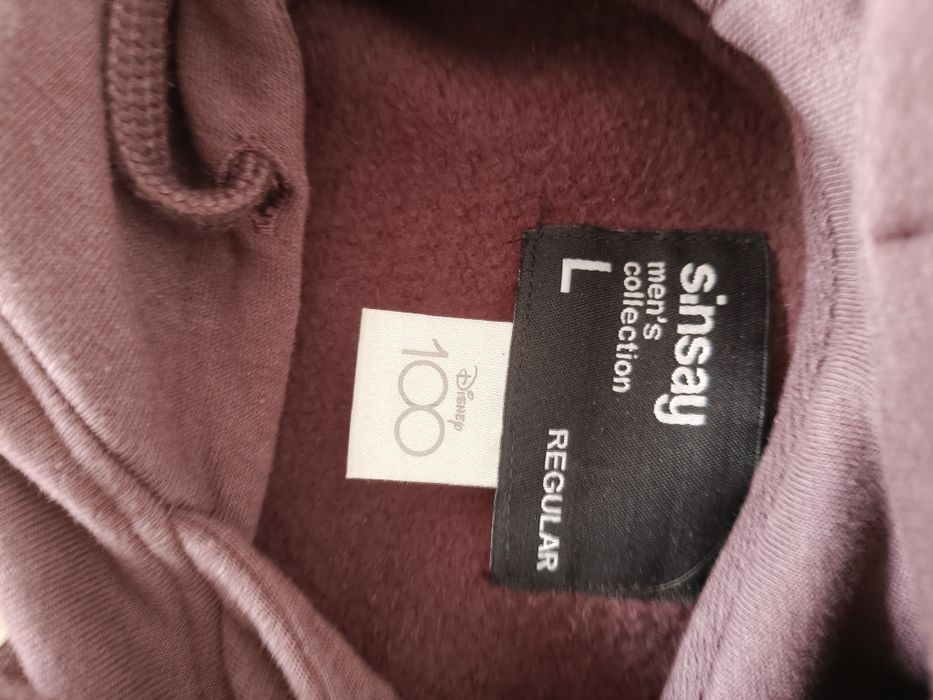 sinsay
men's
collection
L
REGULAR
Disney
100